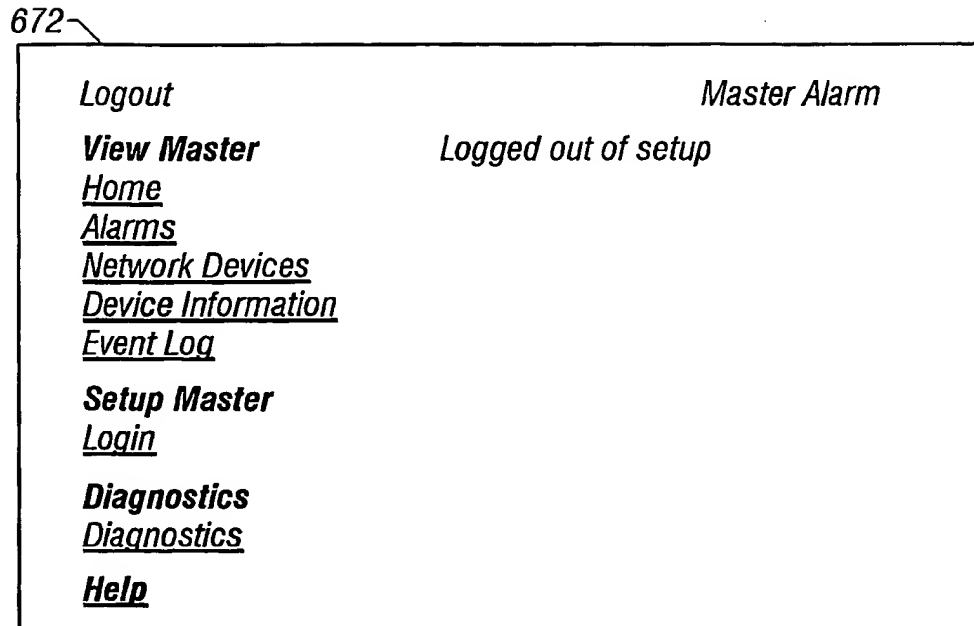 672
Logout Master Alarm
View Master Logged out of setup
Home
Alarms
Network Devices
Device Information
Event Log
Setup Master
Login
Diagnostics
Diagnostics
Help